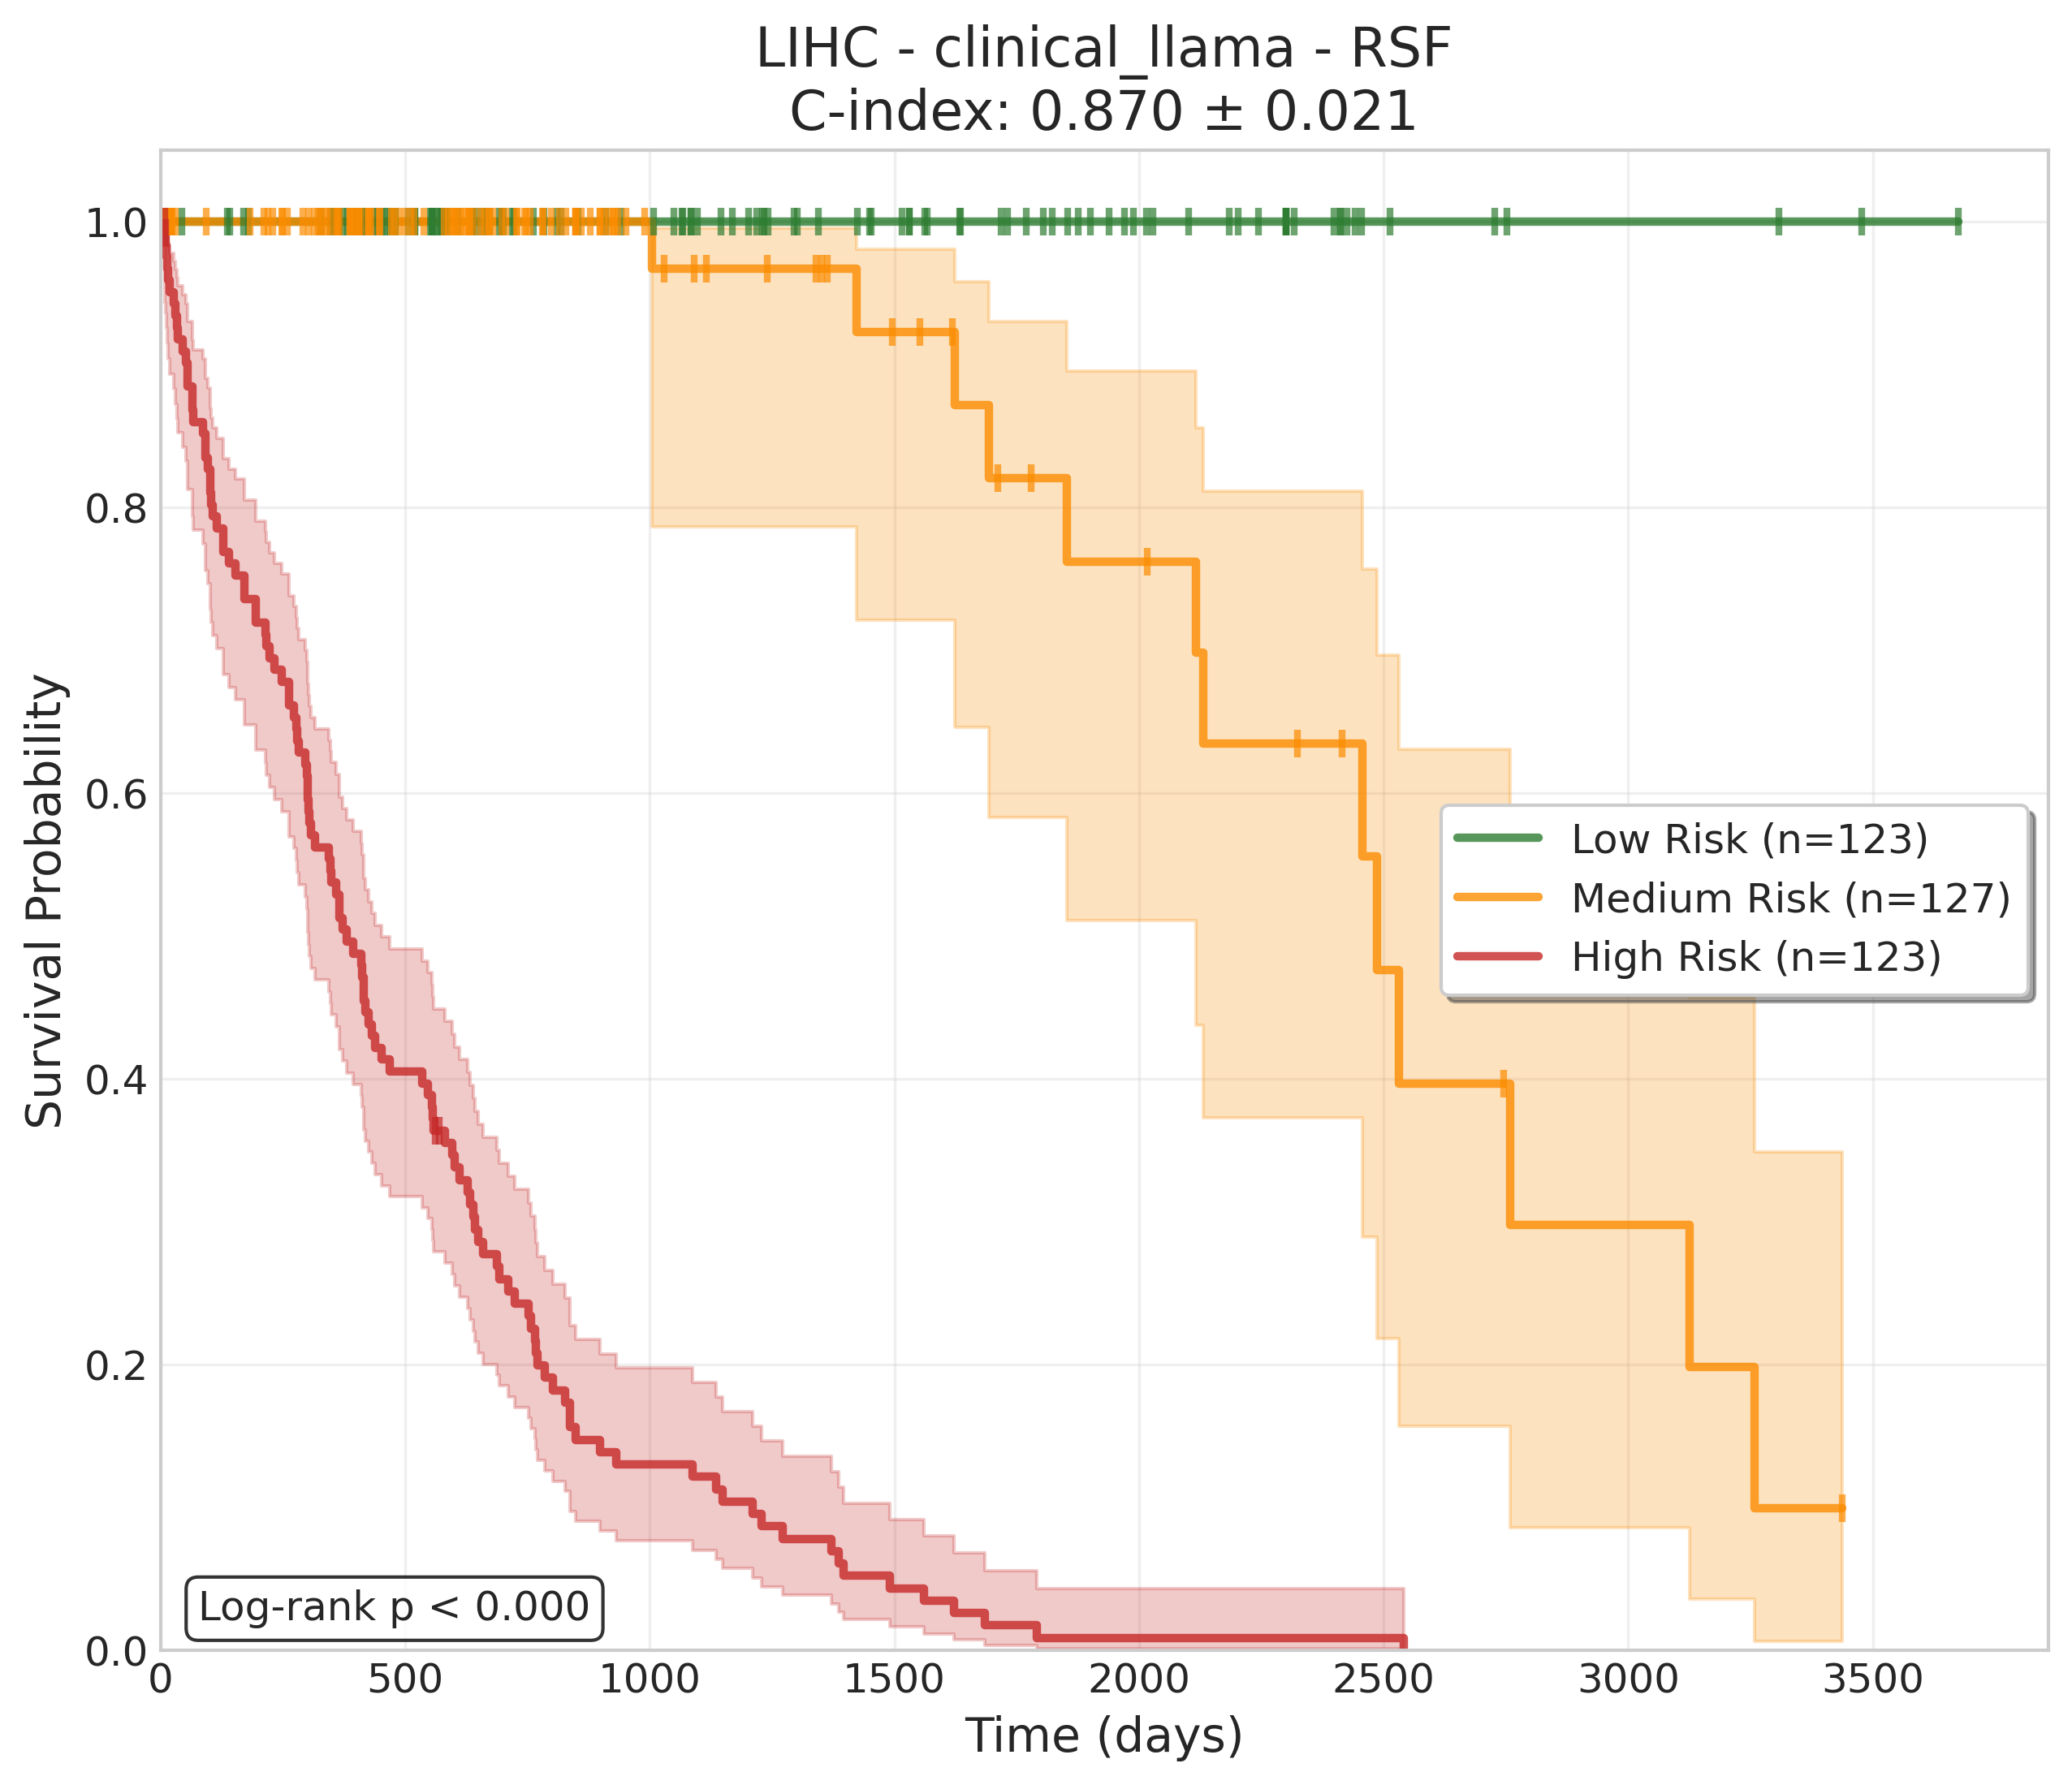 LIHC - clinical_llama - RSF
C-index: 0.870 ± 0.021
Survival Probability
1.0
0.8
0.6
0.4
0.2
0.0
Low Risk (n=123)
Medium Risk (n=127)
High Risk (n=123)
Log-rank p < 0.000
0 500 1000 1500 2000 2500 3000 3500
Time (days)